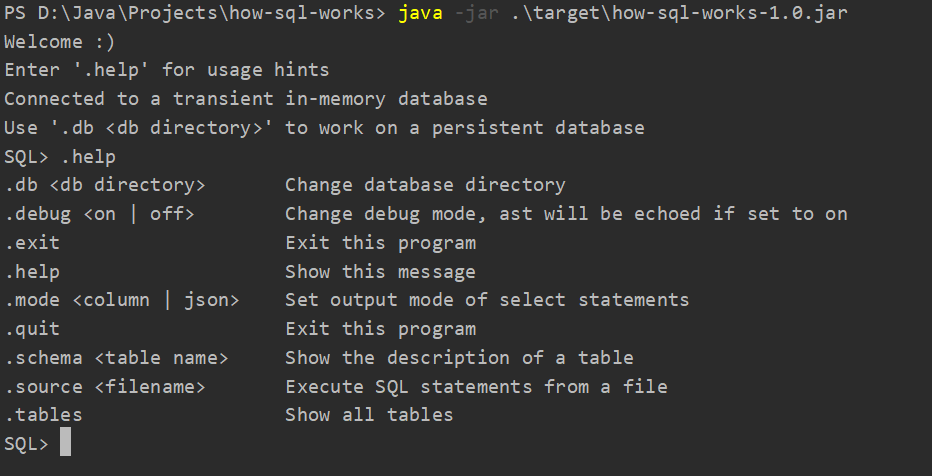 PS D:\Java\Projects\how-sql-works> java -jar .\target\how-sql-works-1.0.jar
Welcome :)
Enter '.help' for usage hints
Connected to a transient in-memory database
Use '.db <db directory>' to work on a persistent database
SQL> .help
.db <db directory>       Change database directory
.debug <on | off>        Change debug mode, ast will be echoed if set to on
.exit                    Exit this program
.help                    Show this message
.mode <column | json>    Set output mode of select statements
.quit                    Exit this program
.schema <table name>     Show the description of a table
.source <filename>       Execute SQL statements from a file
.tables                  Show all tables
SQL>